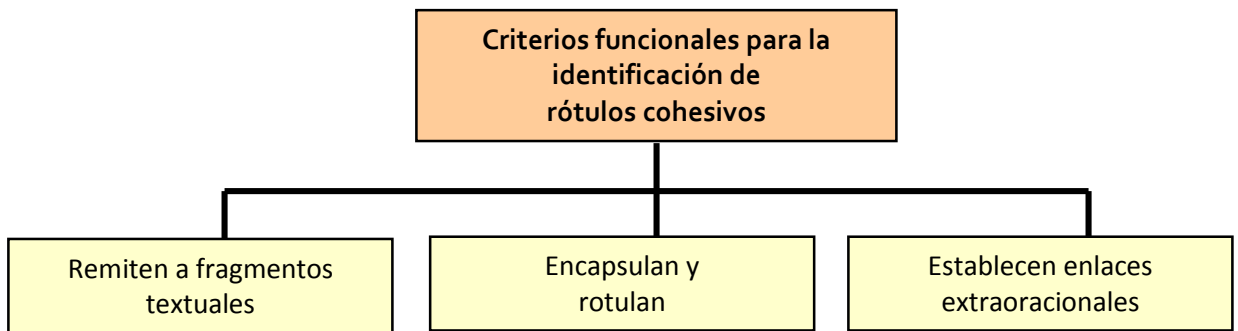 Criterios funcionales para la
identificación de
rótulos cohesivos
Remiten a fragmentos
textuales
Encapsulan y
rotulan
Establecen enlaces
extraoracionales